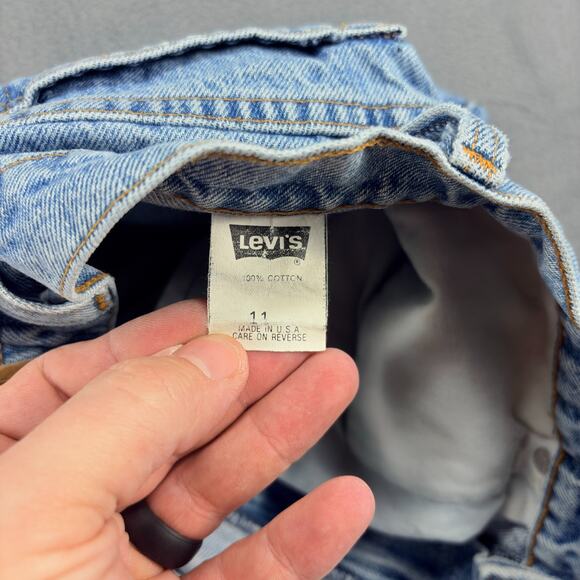 LEVI'S
®
100% COTTON
11
MADE IN U.S.A
CARE ON REVERSE